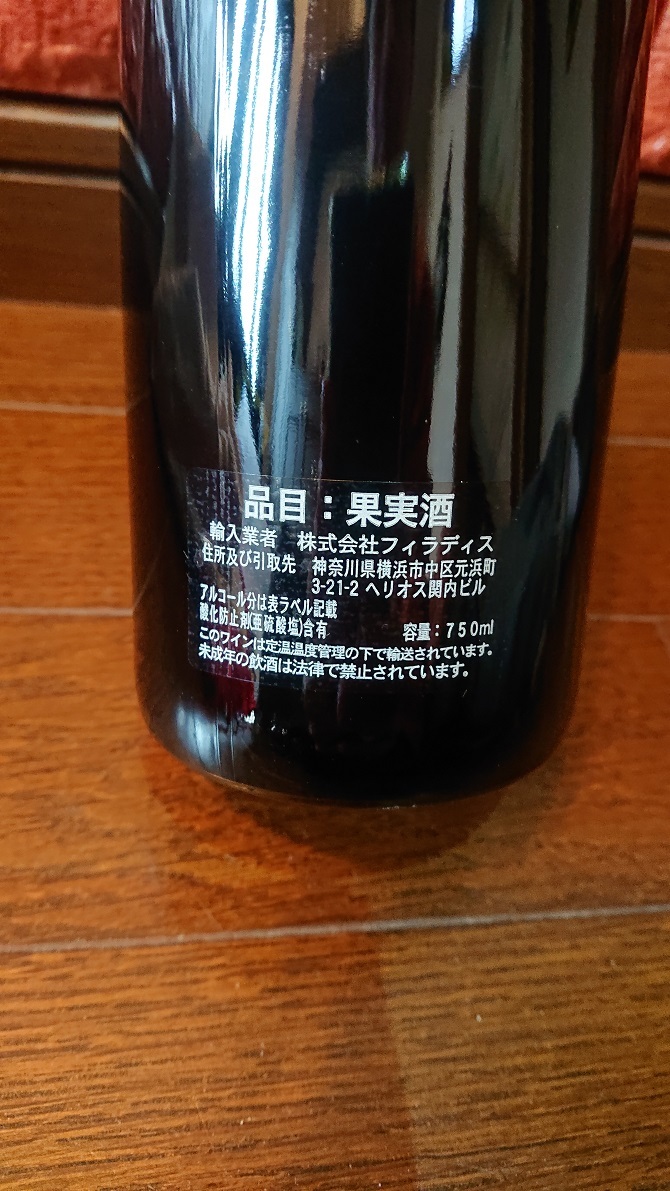 品目：果実酒
輸入業者　株式会社フィラディス
住所及び引取先　神奈川県横浜市中区元浜町
3-21-2 ヘリオス関内ビル
アルコール分は表ラベル記載
酸化防止剤(亜硫酸塩)含有　容量：750ml
このワインは定温温度管理の下で輸送されています。
未成年の飲酒は法律で禁止されています。